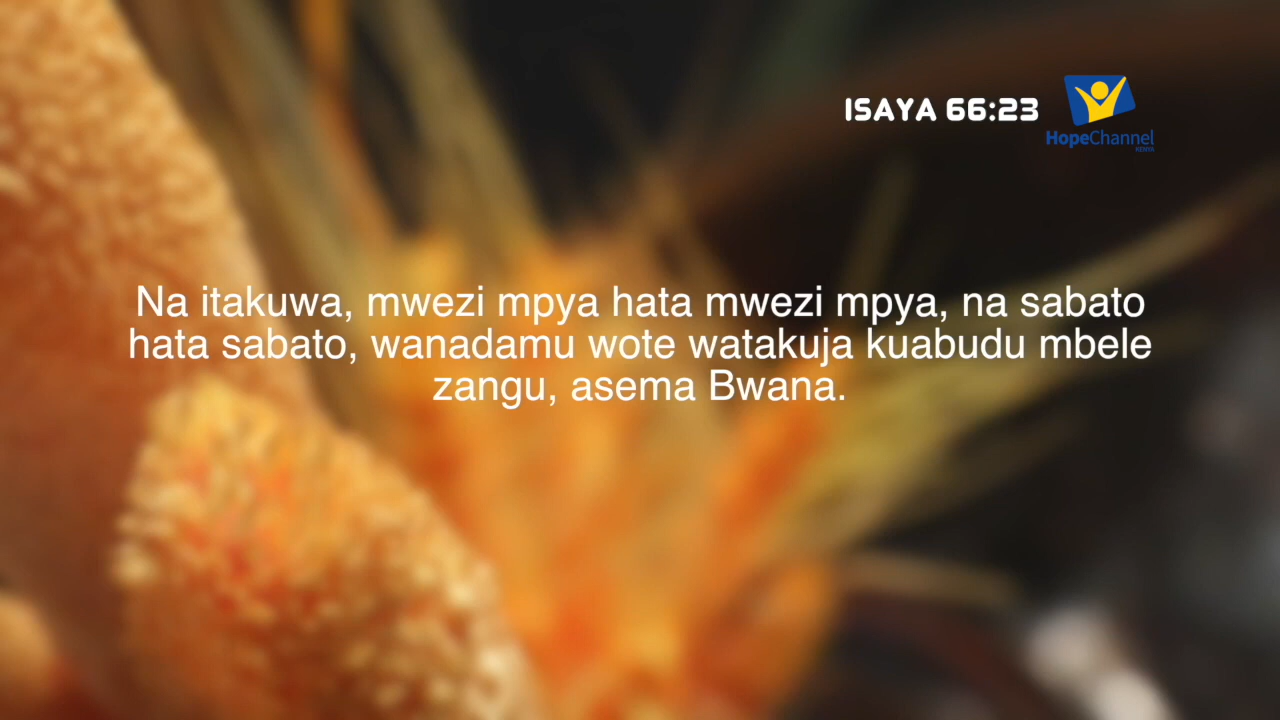 ISAYA 66:23
HopeChannel
KENYA
Na itakuwa, mwezi mpya hata mwezi mpya, na sabato
hata sabato, wanadamu wote watakuja kuabudu mbele
zangu, asema Bwana.